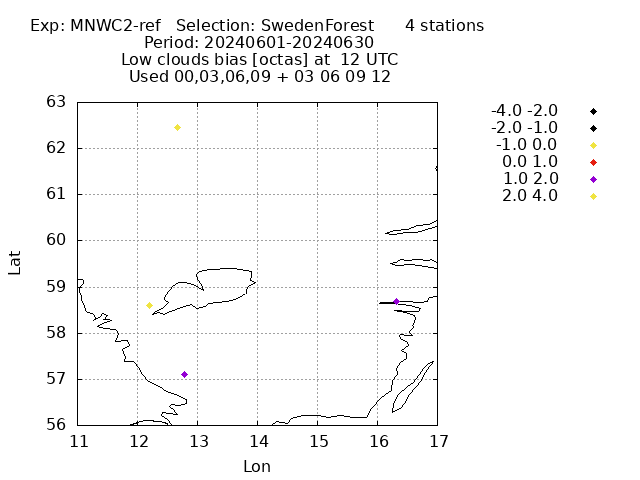 Exp: MNWC2-ref Selection: SwedenForest 4 stations
Period: 20240601-20240630
Low clouds bias [octas] at 12 UTC
Used 00,03,06,09 + 03 06 09 12
-4.0 -2.0
-2.0 -1.0
-1.0 0.0
0.0 1.0
1.0 2.0
2.0 4.0
63
62
61
60
59
58
57
56
Lat
11 12 13 14 15 16 17
Lon